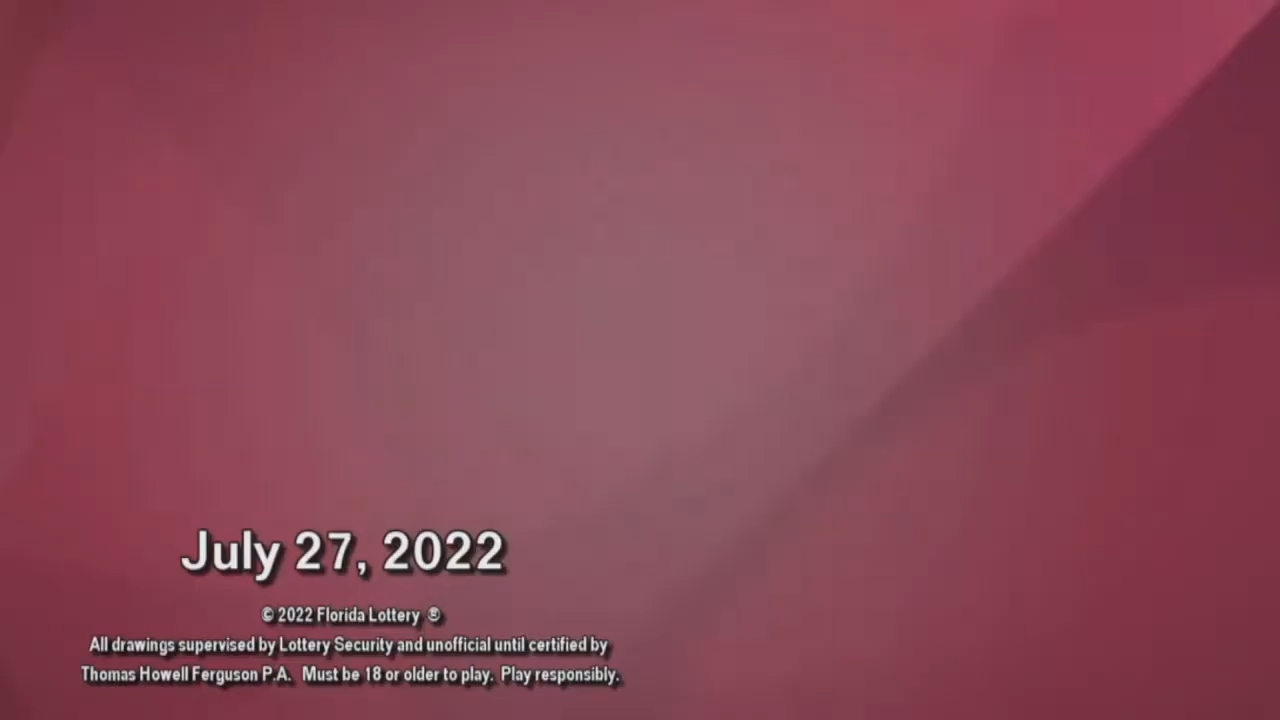 July 27, 2022
© 2022 Florida Lottery ®
All drawings supervised by Lottery Security and unofficial until certified by
Thomas Howell Ferguson P.A. Must be 18 or older to play. Play responsibly.